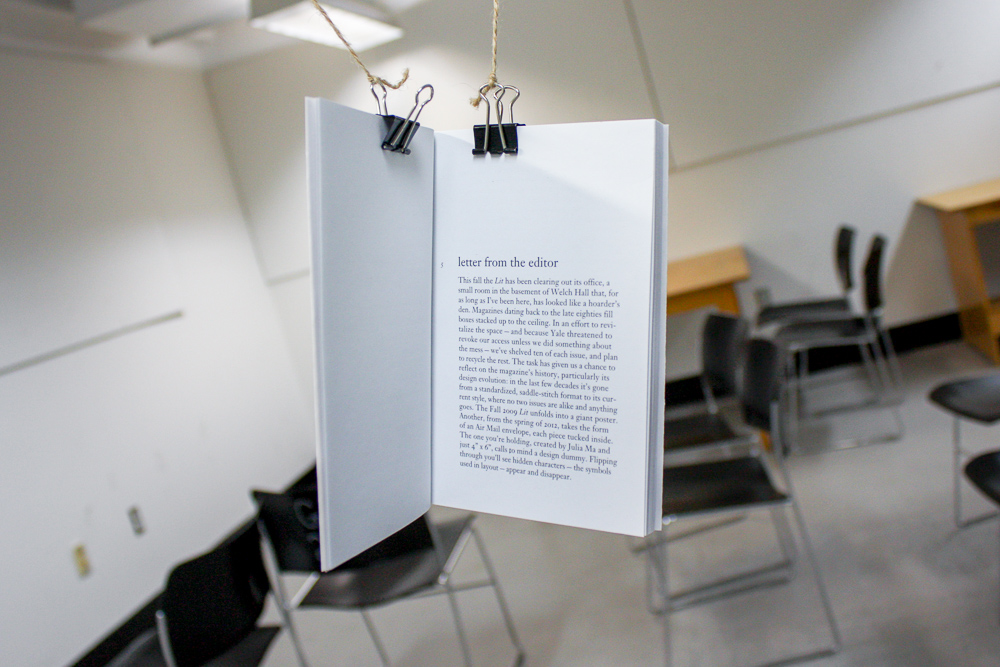 5
letter from the editor
This fall the Lit has been clearing out its office, a
small room in the basement of Welch Hall that, for
as long as I've been here, has looked like a hoarder's
den. Magazines dating back to the late eighties fill
boxes stacked up to the ceiling. In an effort to revi-
talize the space – and because Yale threatened to
revoke our access unless we did something about
the mess – we've shelved ten of each issue, and plan
to recycle the rest. The task has given us a chance to
reflect on the magazine's history, particularly its
design evolution: in the last few decades it's gone
from a standardized, saddle-stitch format to its cur-
rent style, where no two issues are alike and anything
goes. The Fall 2009 Lit unfolds into a giant poster.
Another, from the spring of 2012, takes the form
of an Air Mail envelope, each piece tucked inside.
The one you're holding, created by Julia Ma and
just 4" x 6", calls to mind a design dummy. Flipping
through you'll see hidden characters – the symbols
used in layout – appear and disappear.